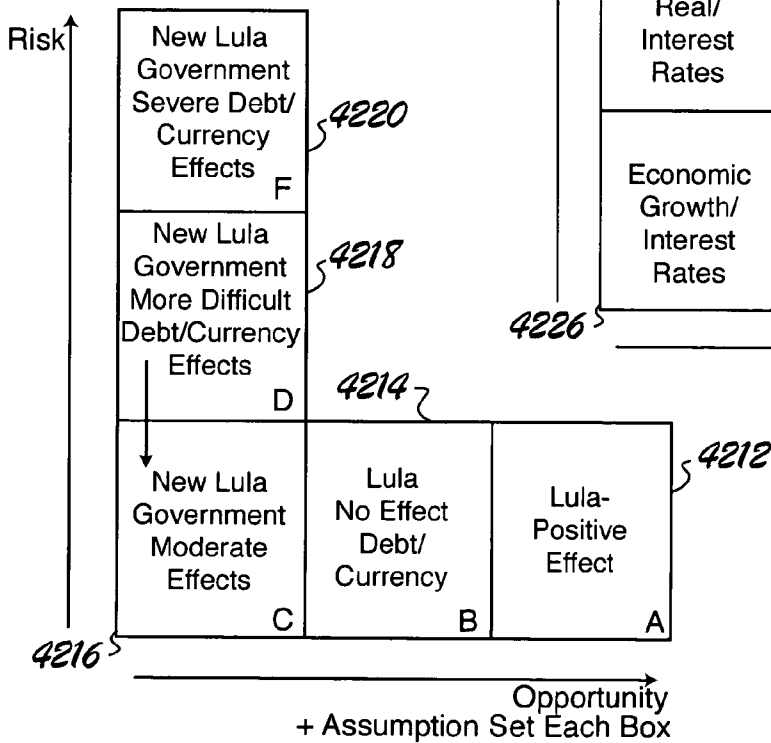 Risk
New Lula
Government
Severe Debt/
Currency
Effects
F
4220
New Lula
Government
More Difficult
Debt/Currency
Effects
D
4218
4214
New Lula
Government
Moderate
Effects
C
4216
Lula
No Effect
Debt/
Currency
B
Lula-
Positive
Effect
A
4212
Opportunity
+ Assumption Set Each Box
Real/
Interest
Rates
Economic
Growth/
Interest
Rates
4226